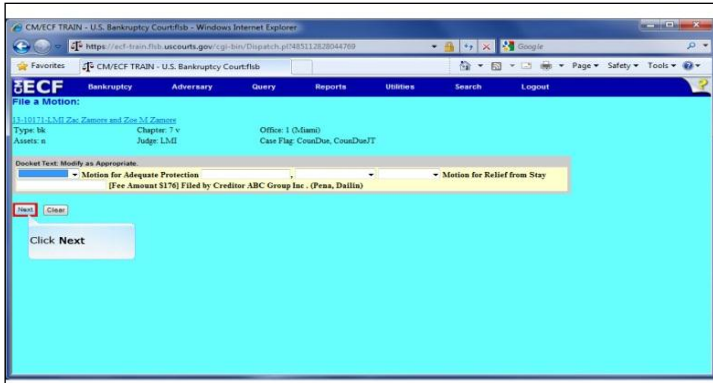 CM/ECF TRAIN - U.S. Bankruptcy Court:flsb - Windows Internet Explorer
https://ecf-train.flsb.uscourts.gov/cgi-bin/Dispatch.pl?485112828044769
Google
Favorites CM/ECF TRAIN - U.S. Bankruptcy Court:flsb Page Safety Tools
ECF Bankruptcy Adversary Query Reports Utilities Search Logout ?
File a Motion:
13-10171-LMI Zac Zamore and Zoe M Zamore
Type: bk Chapter: 7 v Office: 1 (Miami)
Assets: n Judge: LMI Case Flag: CounDue, CounDueJT
Docket Text: Modify as Appropriate.
Motion for Adequate Protection , Motion for Relief from Stay
[Fee Amount $176] Filed by Creditor ABC Group Inc . (Pena, Dailin)
Next Clear
Click Next